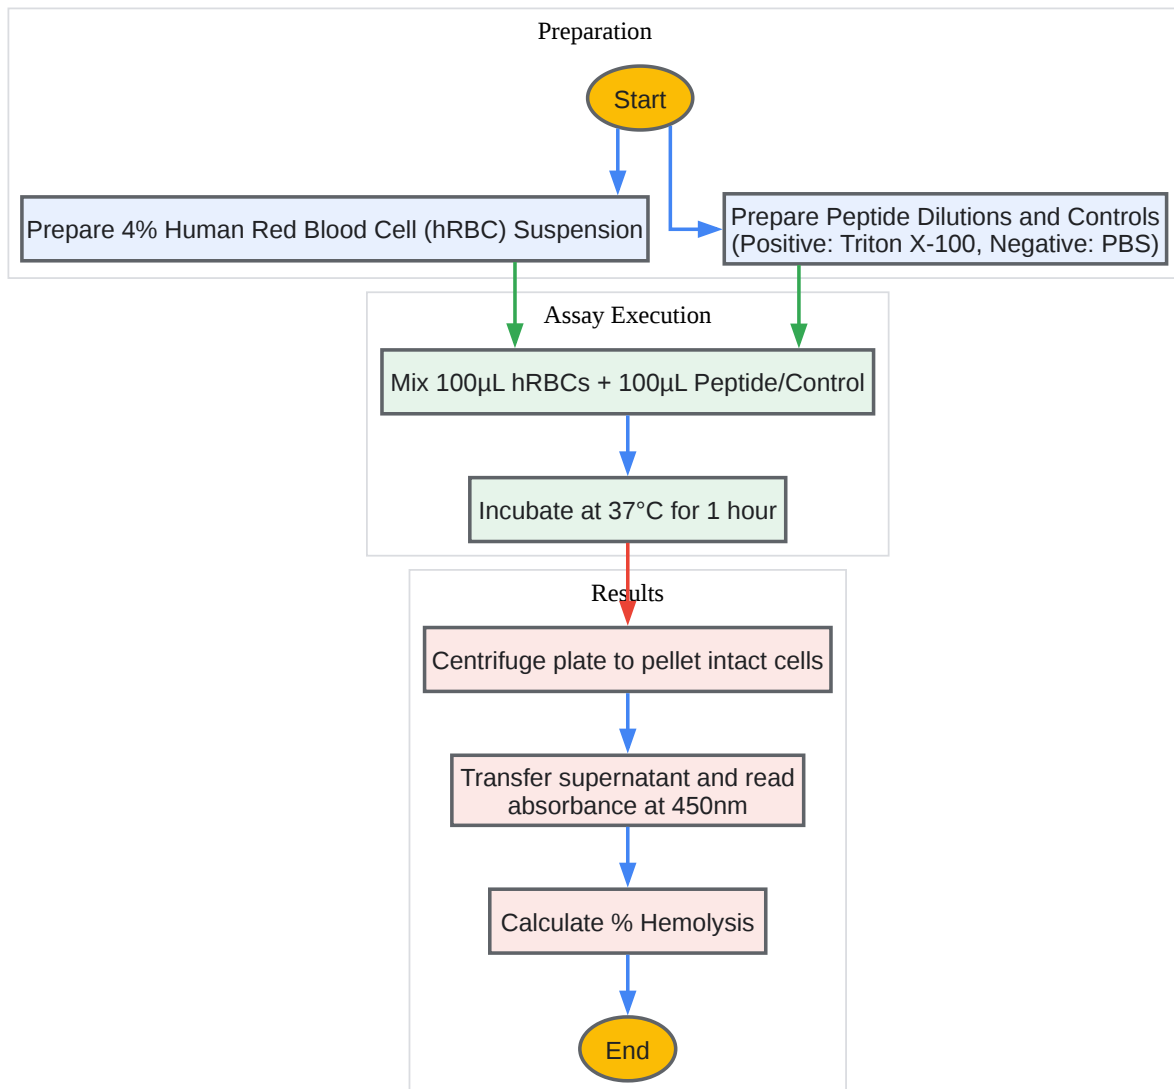 Preparation
Start
Prepare 4% Human Red Blood Cell (hRBC) Suspension
Prepare Peptide Dilutions and Controls
(Positive: Triton X-100, Negative: PBS)
Assay Execution
Mix 100µL hRBCs + 100µL Peptide/Control
Incubate at 37°C for 1 hour
Results
Centrifuge plate to pellet intact cells
Transfer supernatant and read
absorbance at 450nm
Calculate % Hemolysis
End